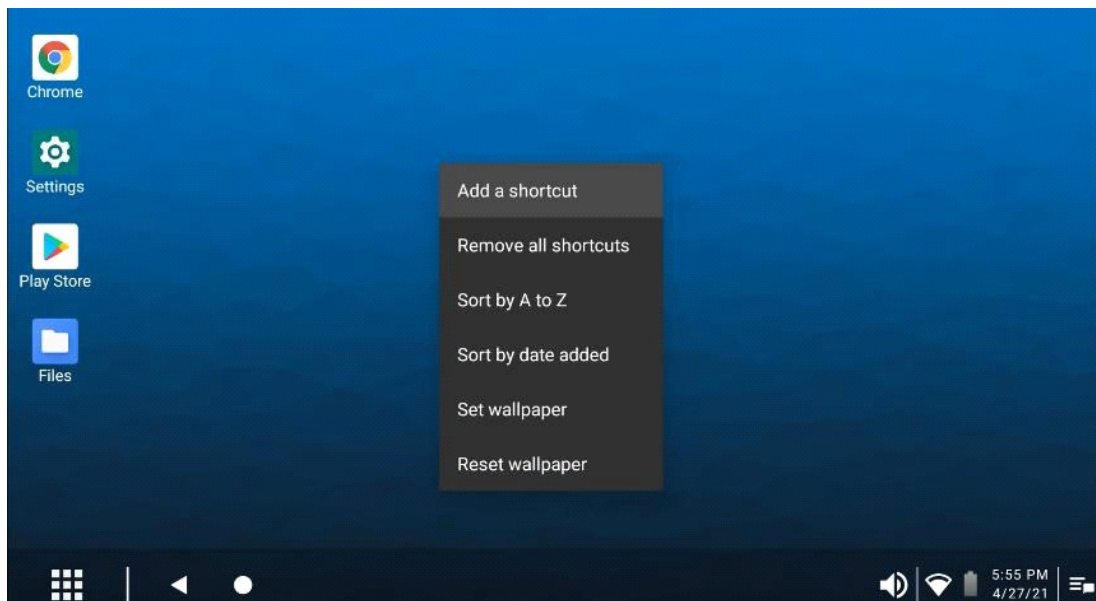 Chrome
Settings
Play Store
Files
Add a shortcut
Remove all shortcuts
Sort by A to Z
Sort by date added
Set wallpaper
Reset wallpaper
5:55 PM
4/27/21